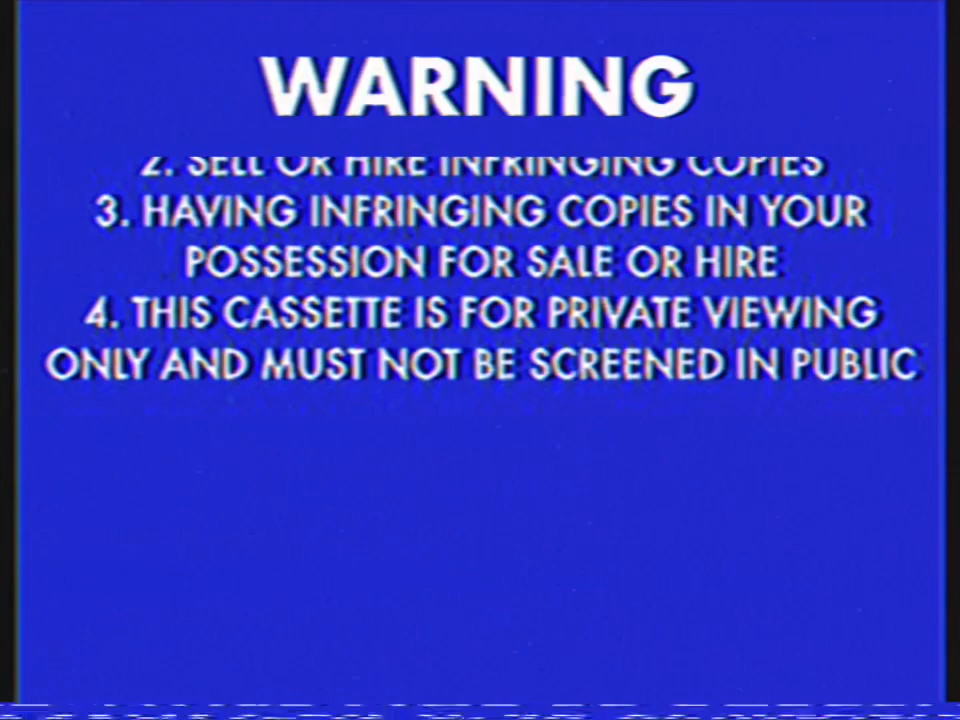 WARNING
2. SELL OR HIRE INFRINGING COPIES
3. HAVING INFRINGING COPIES IN YOUR
POSSESSION FOR SALE OR HIRE
4. THIS CASSETTE IS FOR PRIVATE VIEWING
ONLY AND MUST NOT BE SCREENED IN PUBLIC